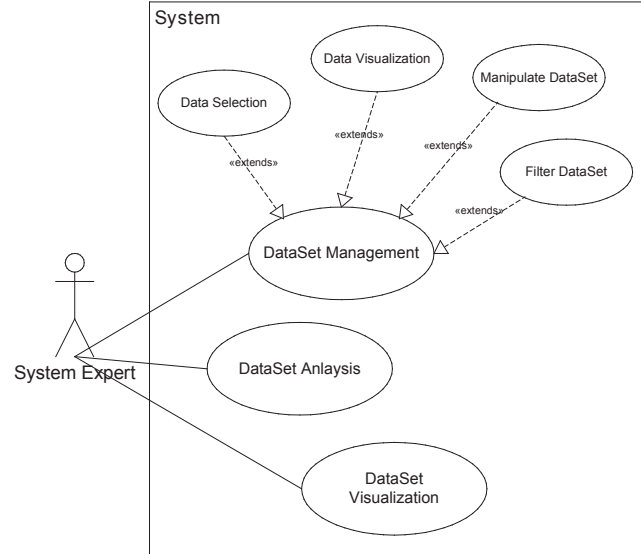 System
Data Visualization
Manipulate DataSet
Data Selection
«extends»
«extends»
«extends»
Filter DataSet
«extends»
DataSet Management
System Expert
DataSet Anlaysis
DataSet
Visualization